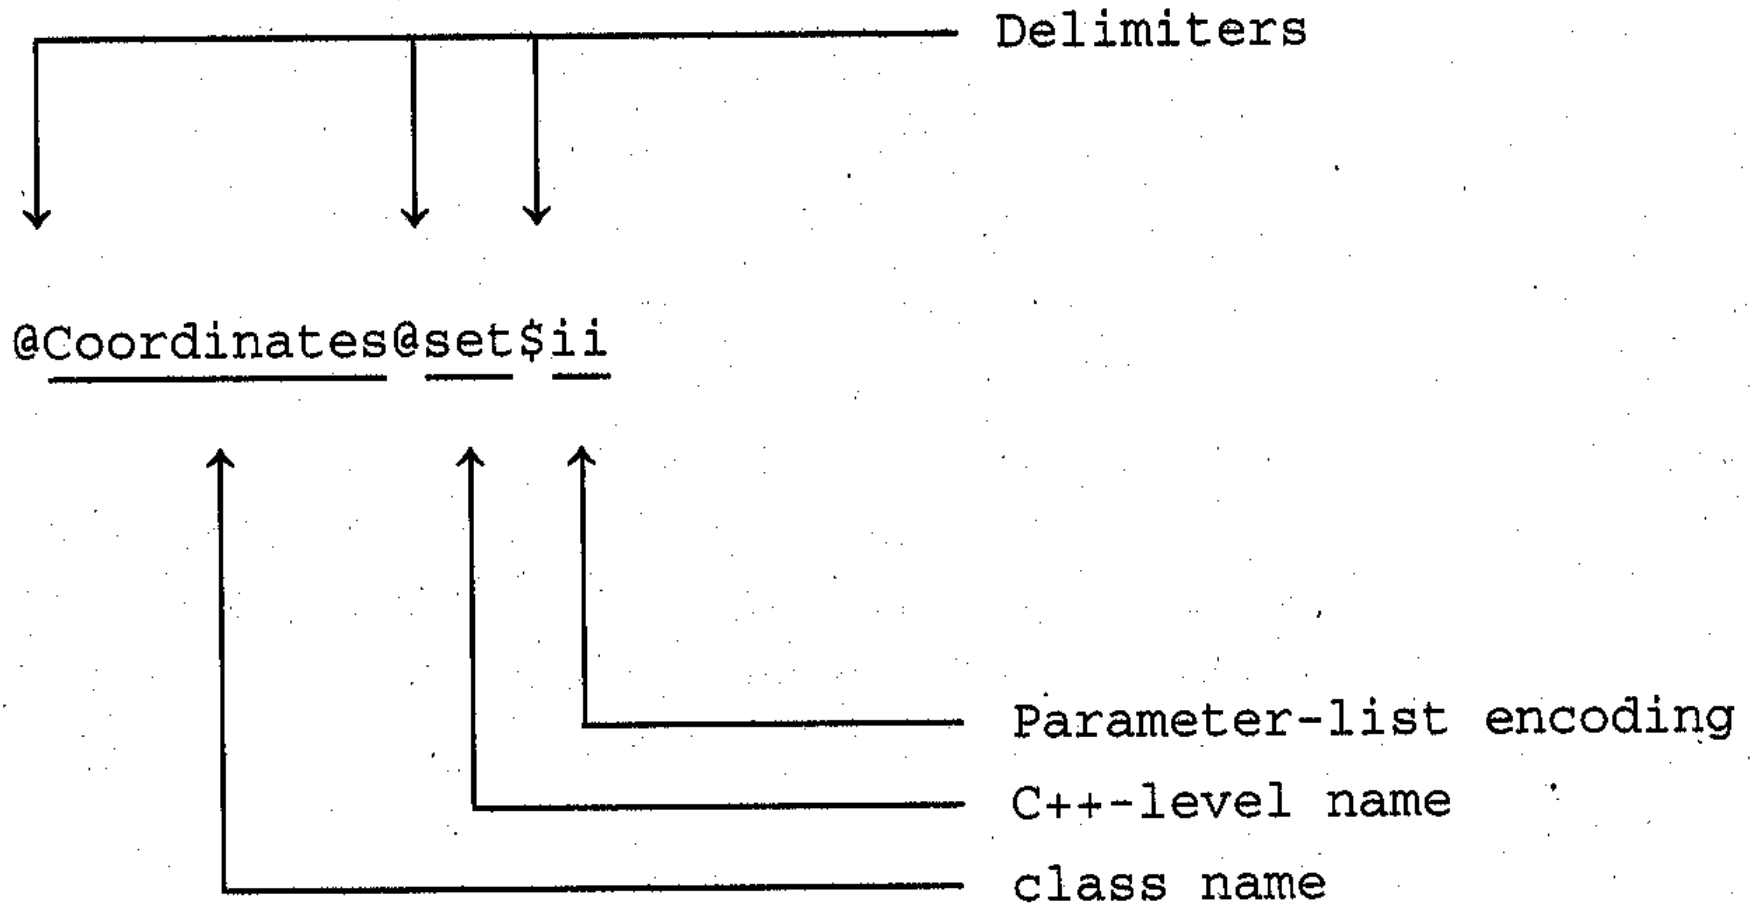 Delimiters
@Coordinates@set$ii
Parameter-list encoding
C++-level name
class name